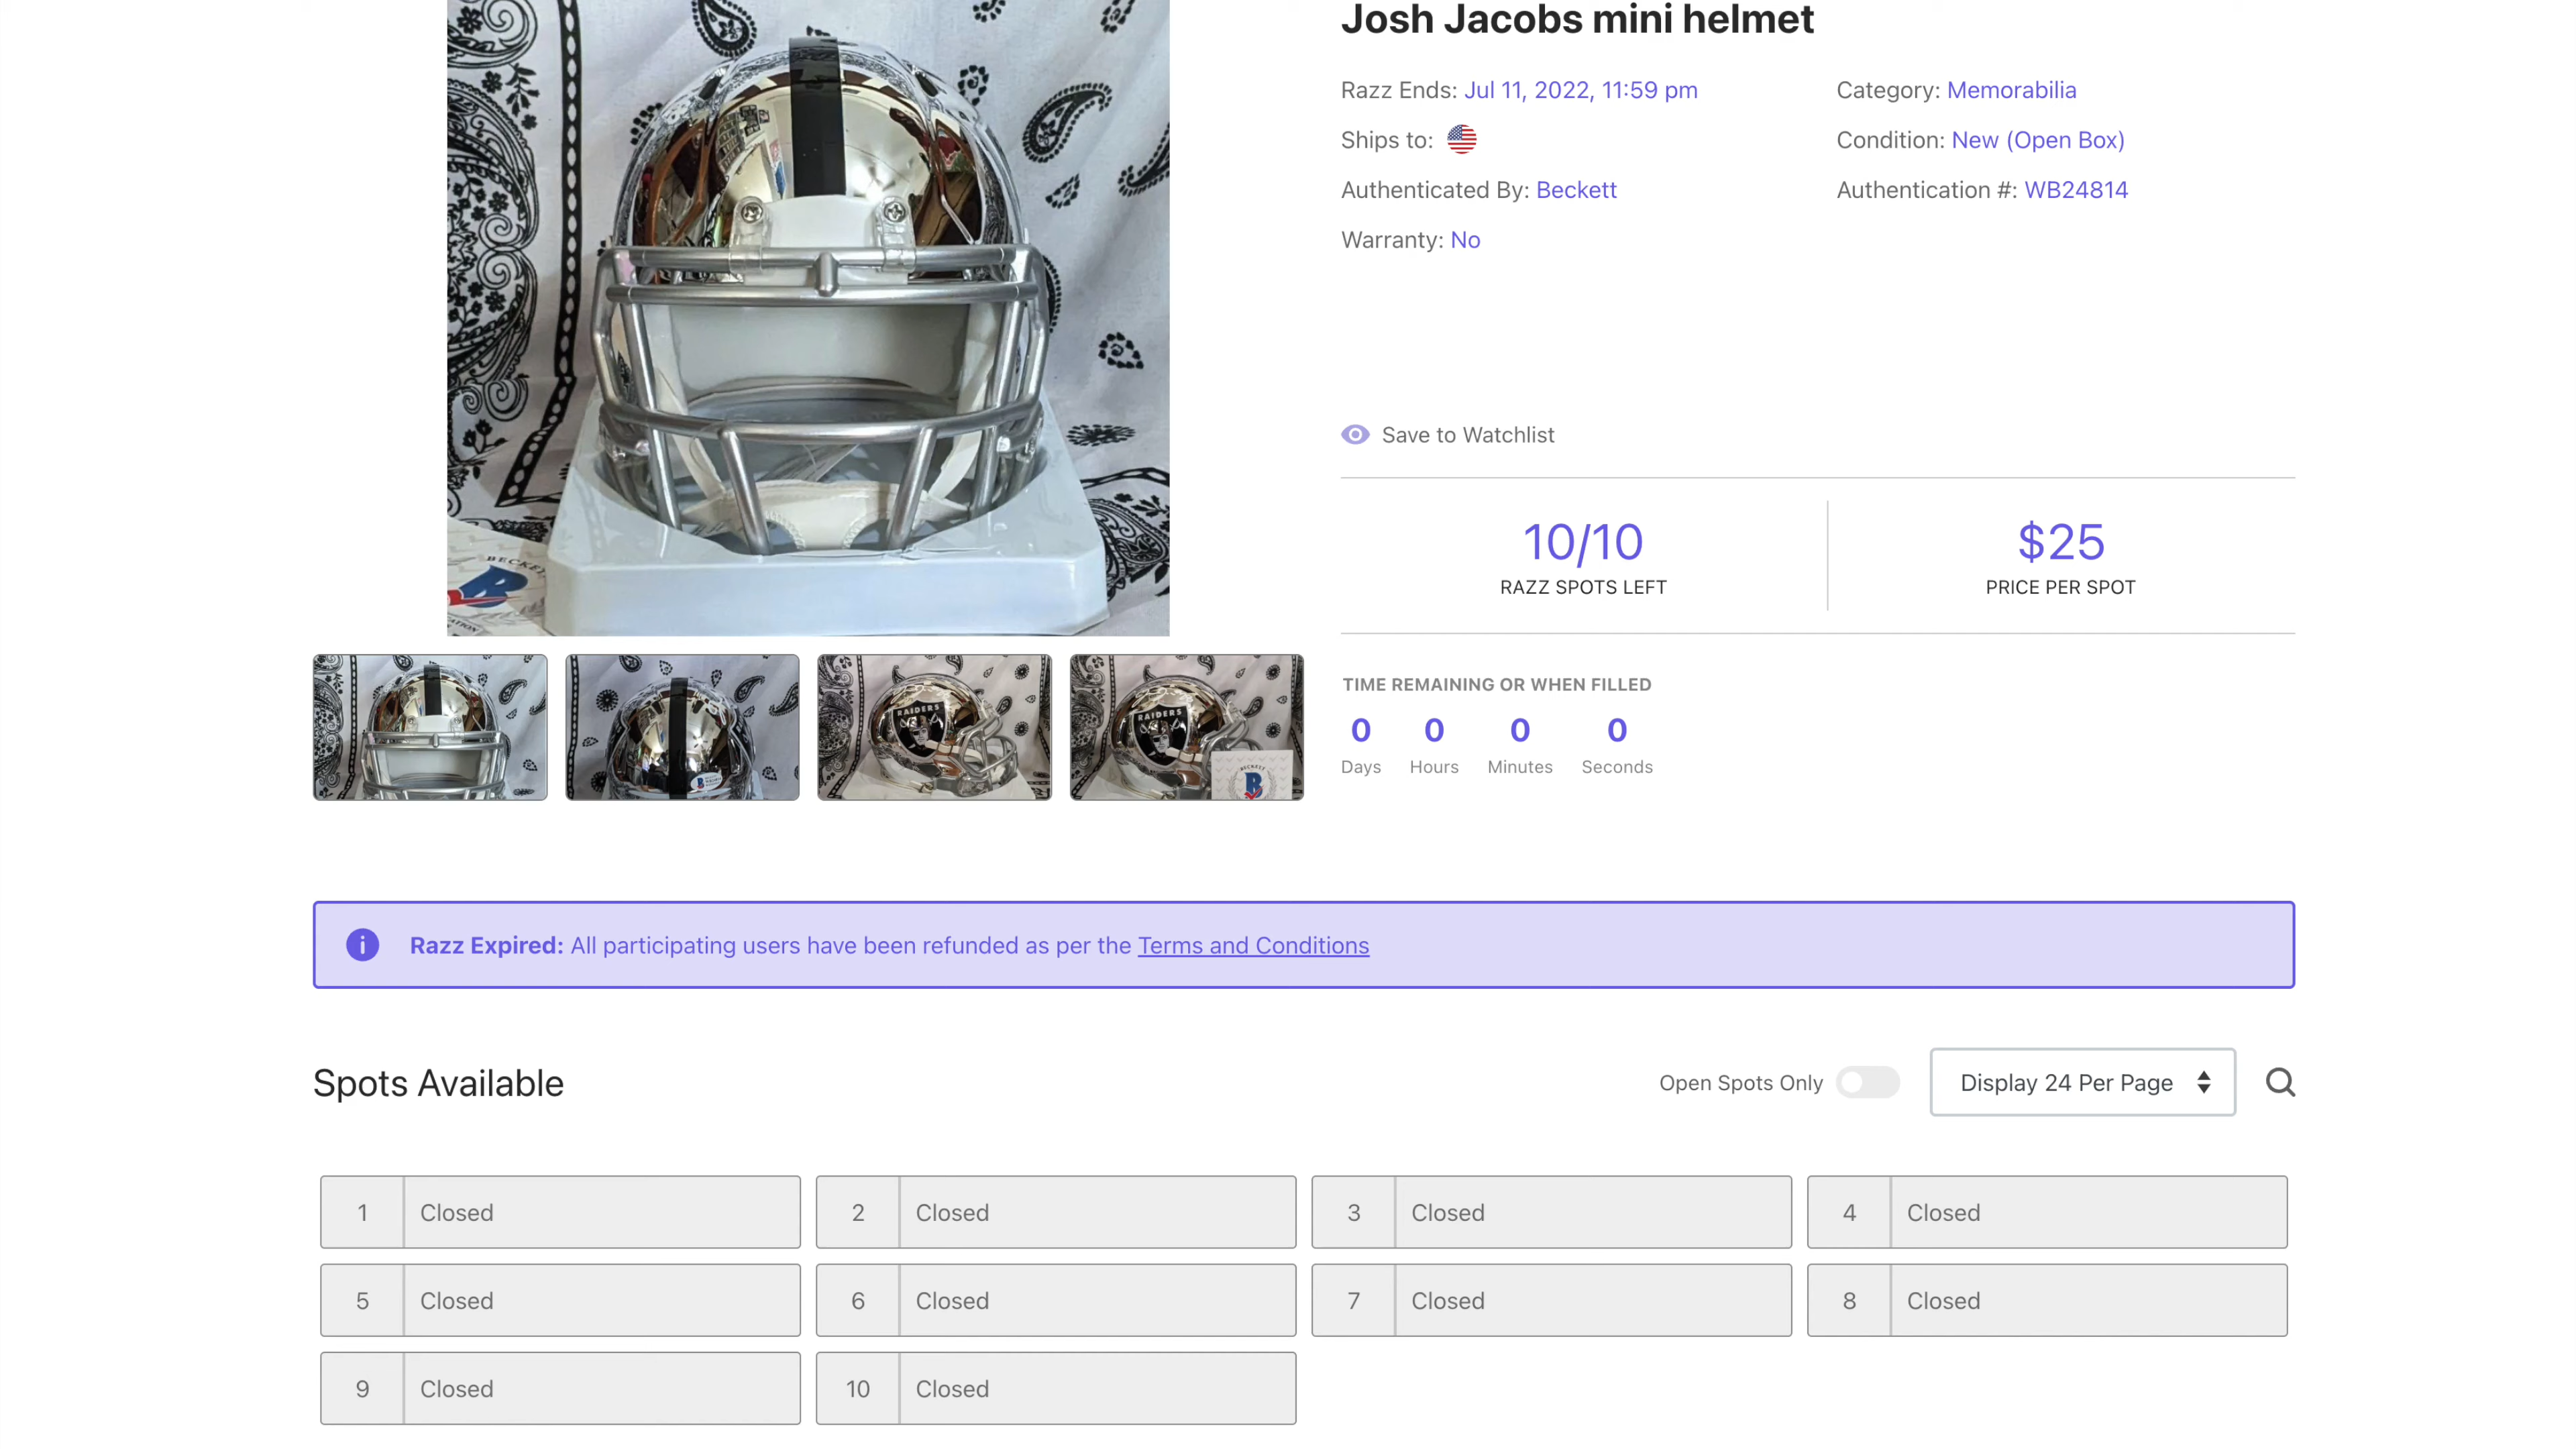 Josh Jacobs mini helmet
Razz Ends: Jul 11, 2022, 11:59 pm
Category: Memorabilia
Ships to:
Condition: New (Open Box)
Authenticated By: Beckett
Authentication #: WB24814
Warranty: No
Save to Watchlist
10/10
RAZZ SPOTS LEFT
$25
PRICE PER SPOT
BECKETT
B
RAIDERS
RAIDERS
BECKETT
B
TIME REMAINING OR WHEN FILLED
0 0 0 0
Days Hours Minutes Seconds
Razz Expired: All participating users have been refunded as per the Terms and Conditions
Spots Available
Open Spots Only
Display 24 Per Page
1 Closed
2 Closed
3 Closed
4 Closed
5 Closed
6 Closed
7 Closed
8 Closed
9 Closed
10 Closed